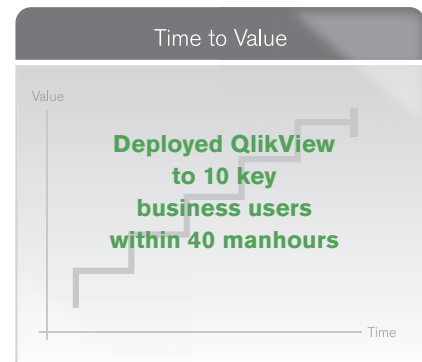 Time to Value
Value
Deployed QlikView
to 10 key
business users
within 40 manhours
Time